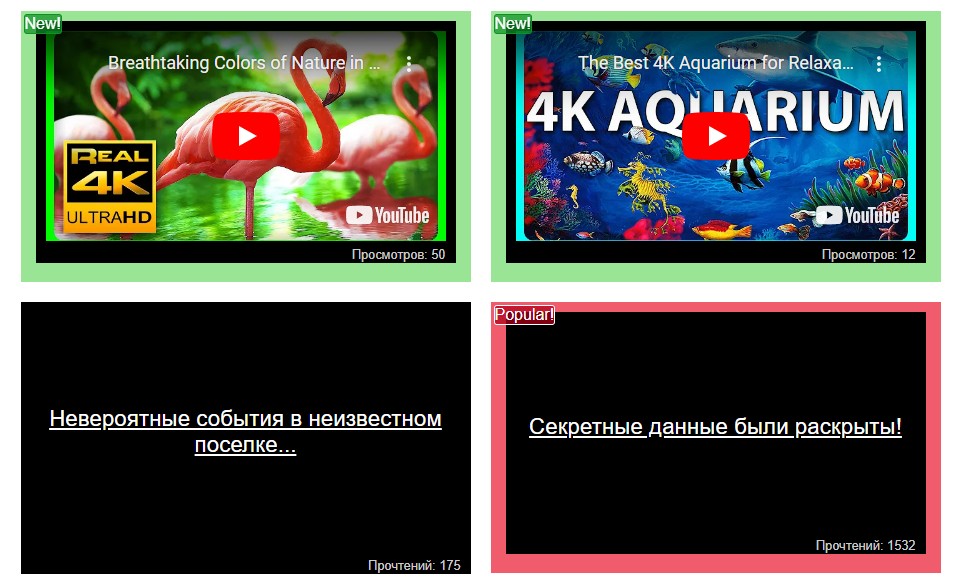 New!
Breathtaking Colors of Nature in ...
REAL
4K
ULTRAHD
YouTube
Просмотров: 50
New!
The Best 4K Aquarium for Relaxa...
4K AQUARIUM
YouTube
Просмотров: 12
Невероятные события в неизвестном
поселке...
Прочтений: 175
Popular!
Секретные данные были раскрыты!
Прочтений: 1532